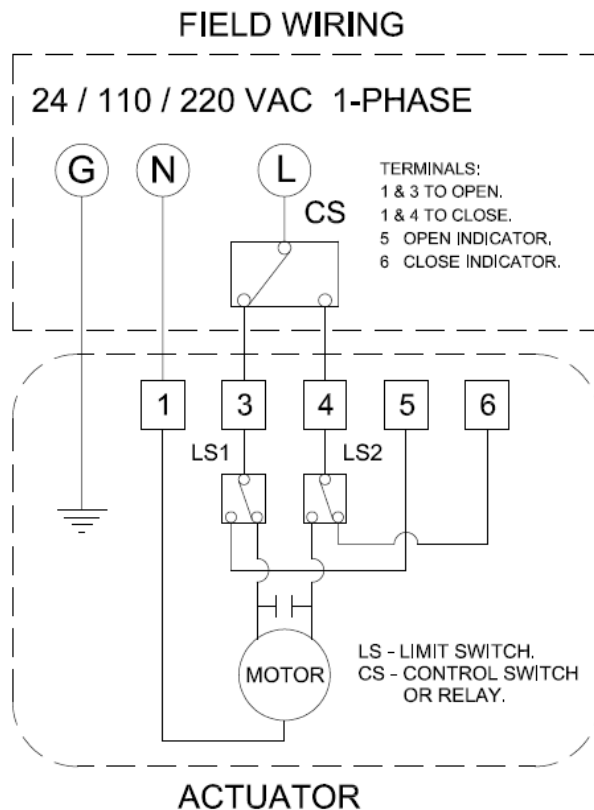 FIELD WIRING
24 / 110 / 220 VAC 1-PHASE
G N L
CS
TERMINALS:
1 & 3 TO OPEN.
1 & 4 TO CLOSE.
5 OPEN INDICATOR,
6 CLOSE INDICATOR.
1 3 4 5 6
LS1 LS2
MOTOR
LS - LIMIT SWITCH.
CS - CONTROL SWITCH
OR RELAY.
ACTUATOR